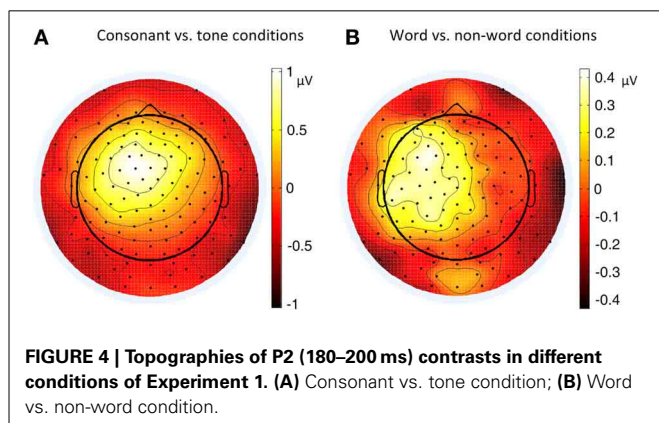 A Consonant vs. tone conditions
B Word vs. non-word conditions
1
µV
0.5
0
-0.5
-1
0.4
µV
0.3
0.2
0.1
0
-0.1
-0.2
-0.3
-0.4
FIGURE 4 | Topographies of P2 (180–200 ms) contrasts in different
conditions of Experiment 1. (A) Consonant vs. tone condition; (B) Word
vs. non-word condition.